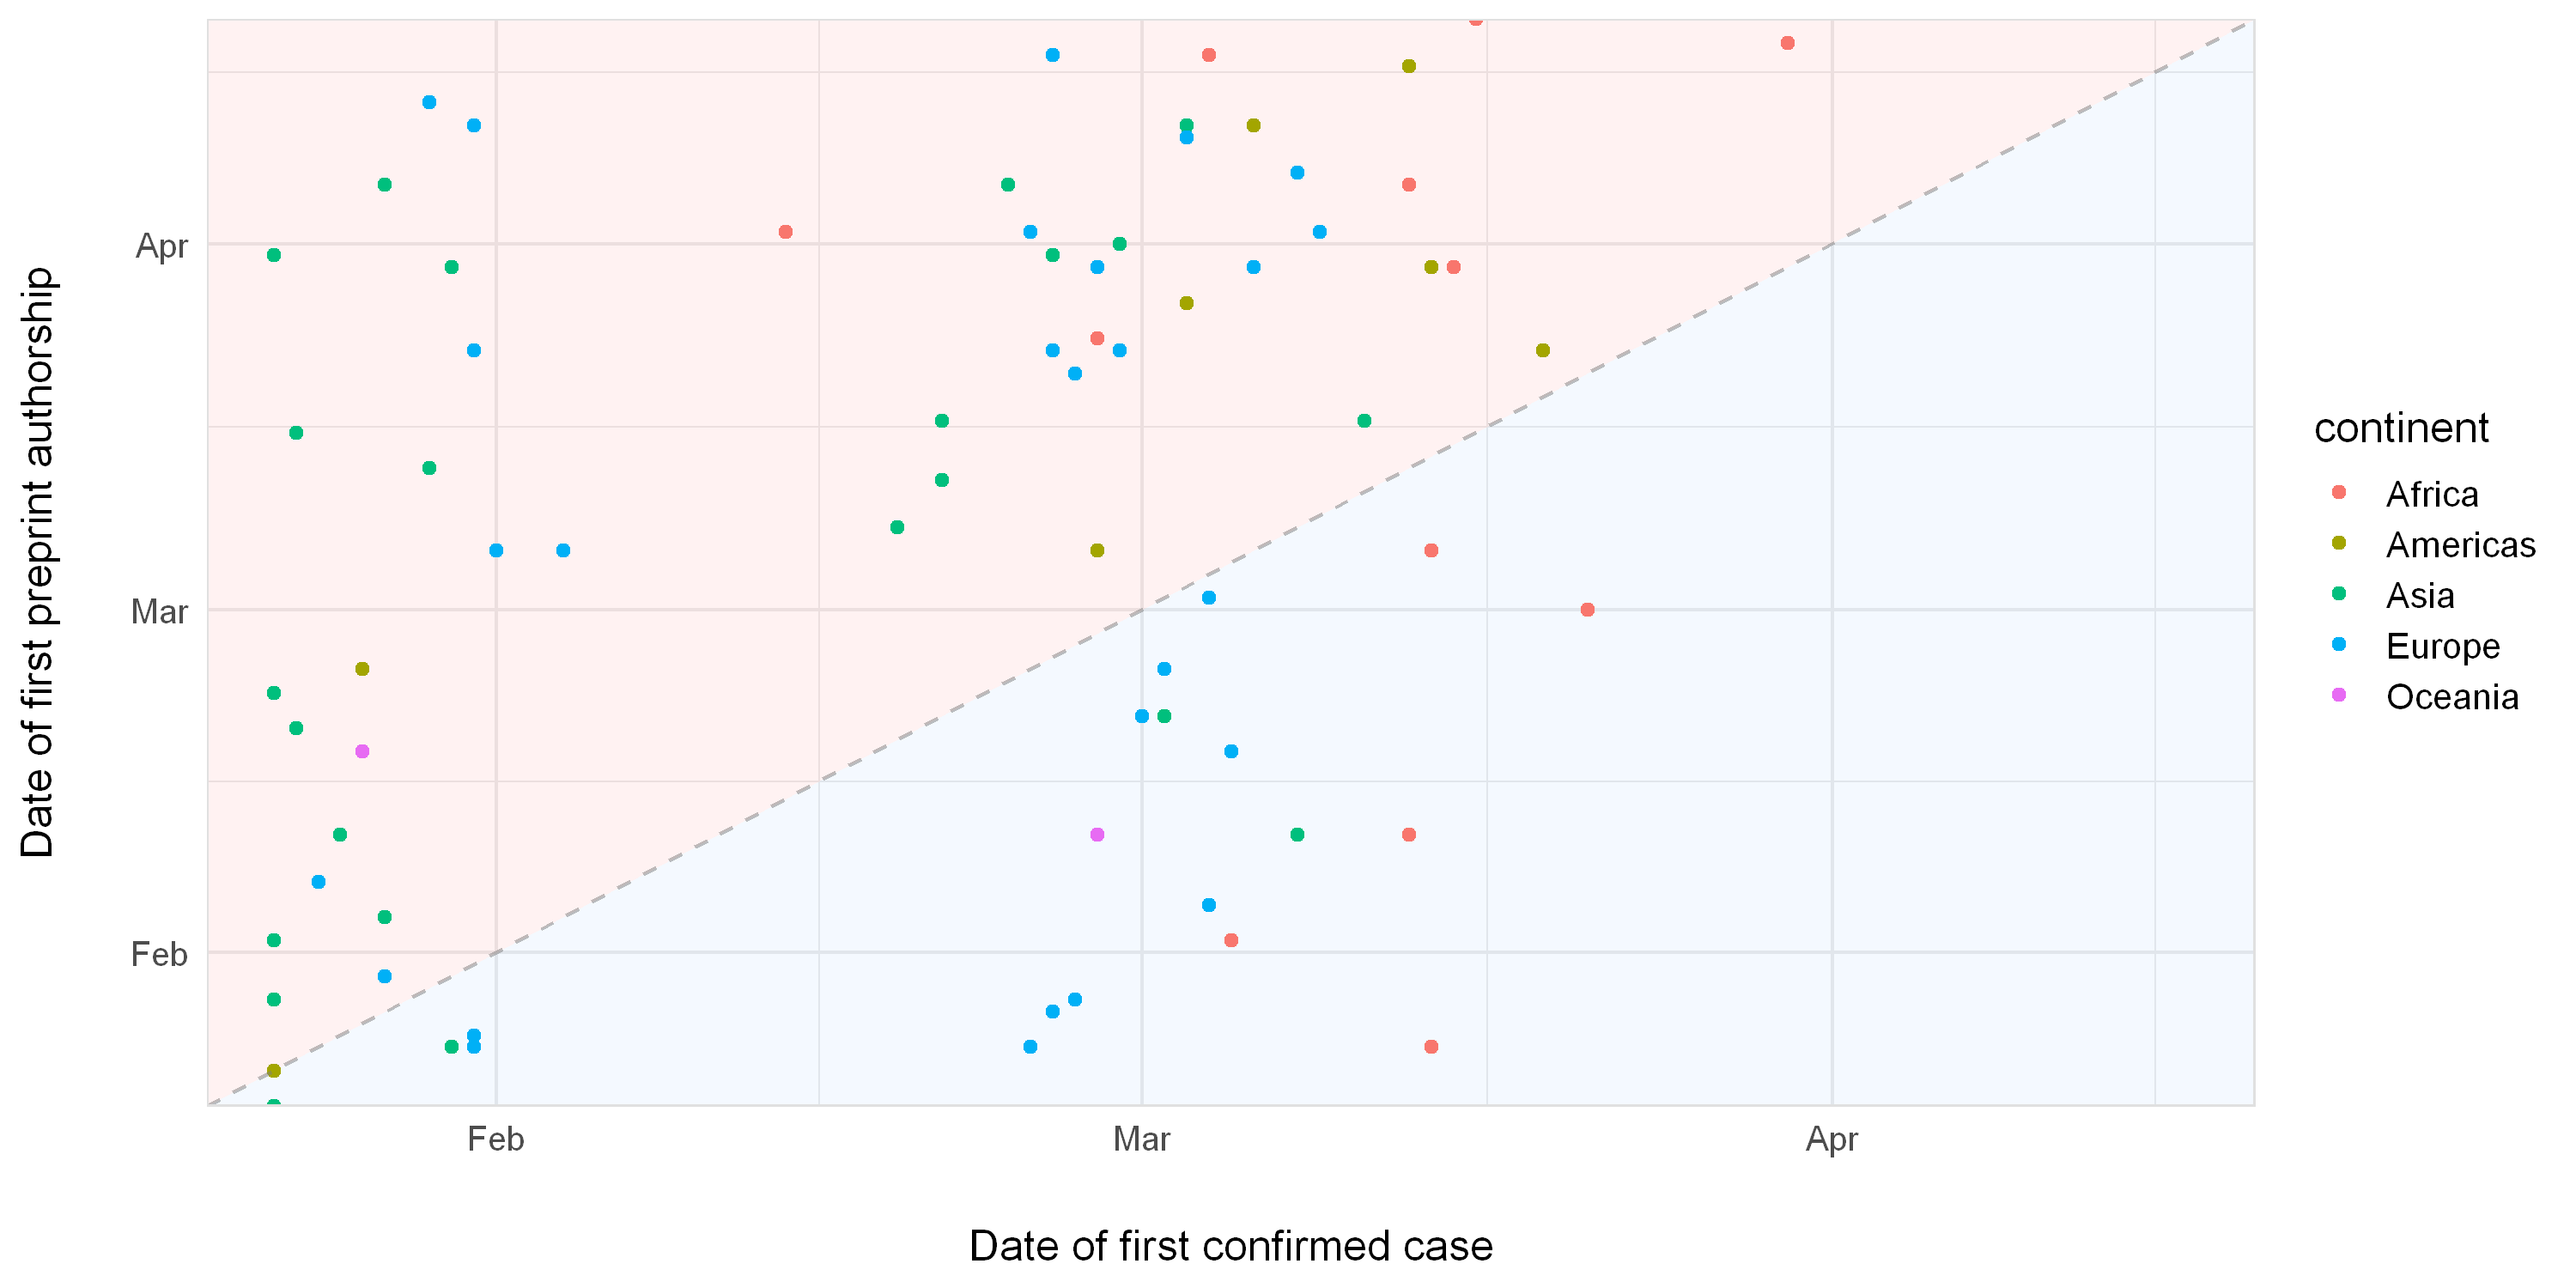 Date of first preprint authorship
Apr
Mar
Feb
Feb
Mar
Apr
Date of first confirmed case
continent
Africa
Americas
Asia
Europe
Oceania